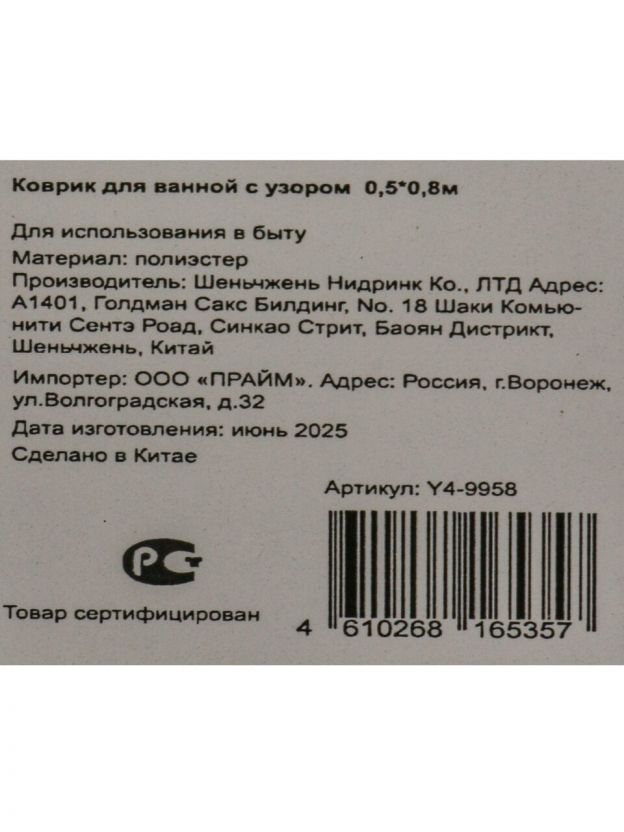 Коврик для ванной с узором 0,5*0,8м
Для использования в быту
Материал: полиэстер
Производитель: Шеньчжень Нидринк Ко., ЛТД Адрес:
А1401, Голдман Сакс Билдинг, No. 18 Шаки Комью-
нити Сентэ Роад, Синкао Стрит, Баоян Дистрикт,
Шеньчжень, Китай
Импортер: ООО «ПРАЙМ». Адрес: Россия, г.Воронеж,
ул.Волгоградская, д.32
Дата изготовления: июнь 2025
Сделано в Китае
Артикул: Y4-9958
РСТ
Товар сертифицирован
4 610268 165357